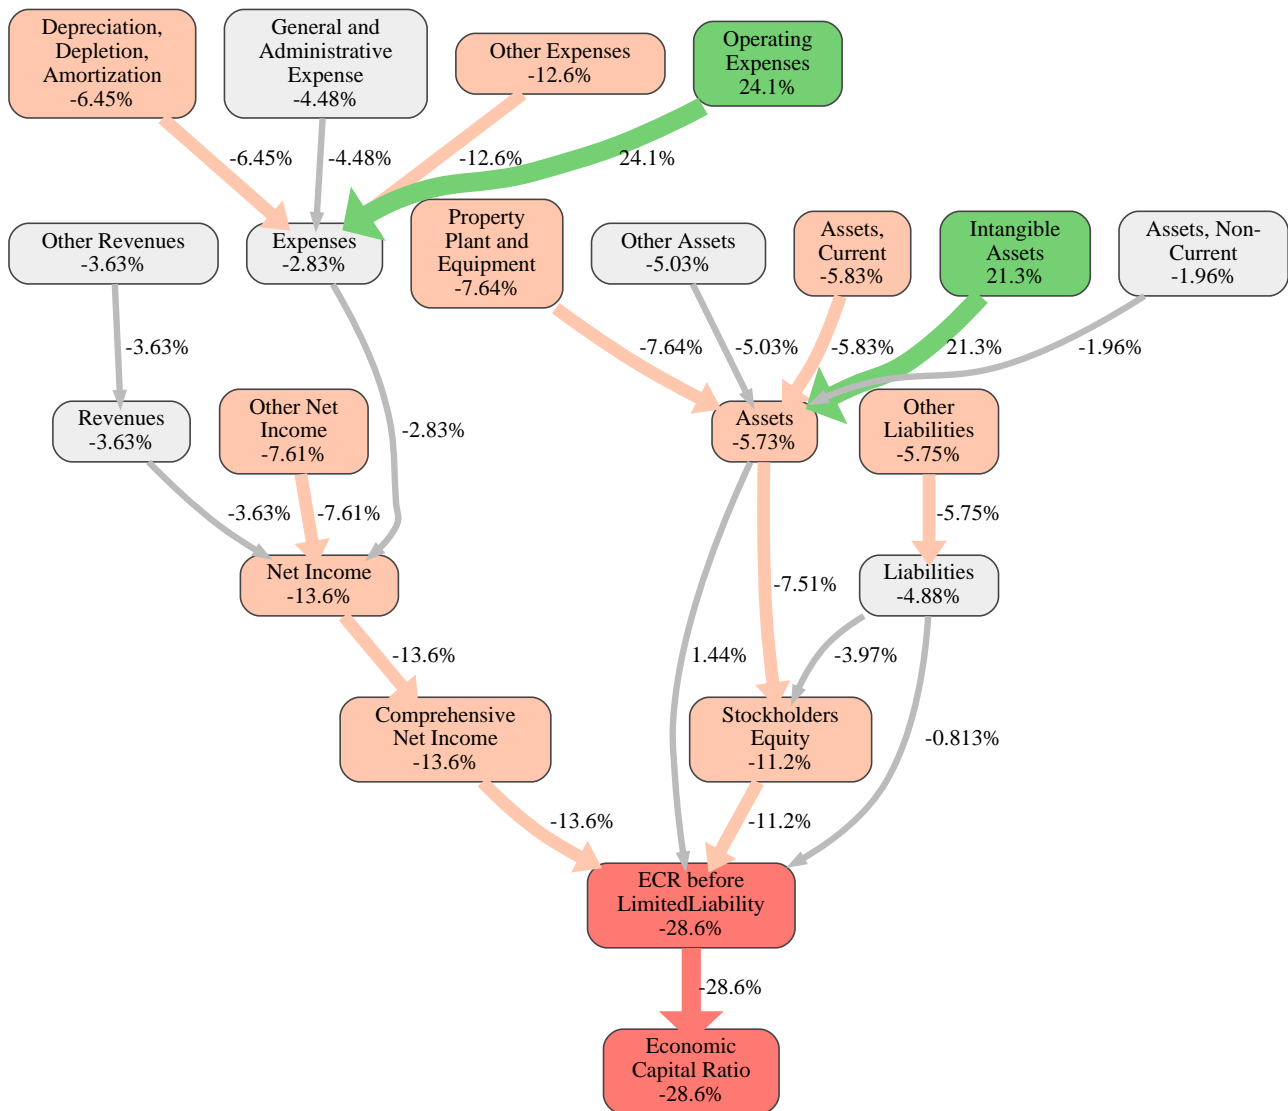 Depreciation,
Depletion,
Amortization
-6.45%
General and
Administrative
Expense
-4.48%
Other Expenses
-12.6%
Operating
Expenses
24.1%
-6.45%
-4.48%
-12.6%
24.1%
Other Revenues
-3.63%
Expenses
-2.83%
Property
Plant and
Equipment
-7.64%
Other Assets
-5.03%
Assets,
Current
-5.83%
Intangible
Assets
21.3%
Assets, Non-
Current
-1.96%
-3.63%
-7.64%
-5.03%
-5.83%
21.3%
-1.96%
Revenues
-3.63%
Other Net
Income
-7.61%
-2.83%
Assets
-5.73%
Other
Liabilities
-5.75%
-3.63%
-7.61%
-5.75%
Net Income
-13.6%
-7.51%
Liabilities
-4.88%
-13.6%
1.44%
-3.97%
Comprehensive
Net Income
-13.6%
Stockholders
Equity
-11.2%
-0.813%
-13.6%
-11.2%
ECR before
LimitedLiability
-28.6%
-28.6%
Economic
Capital Ratio
-28.6%